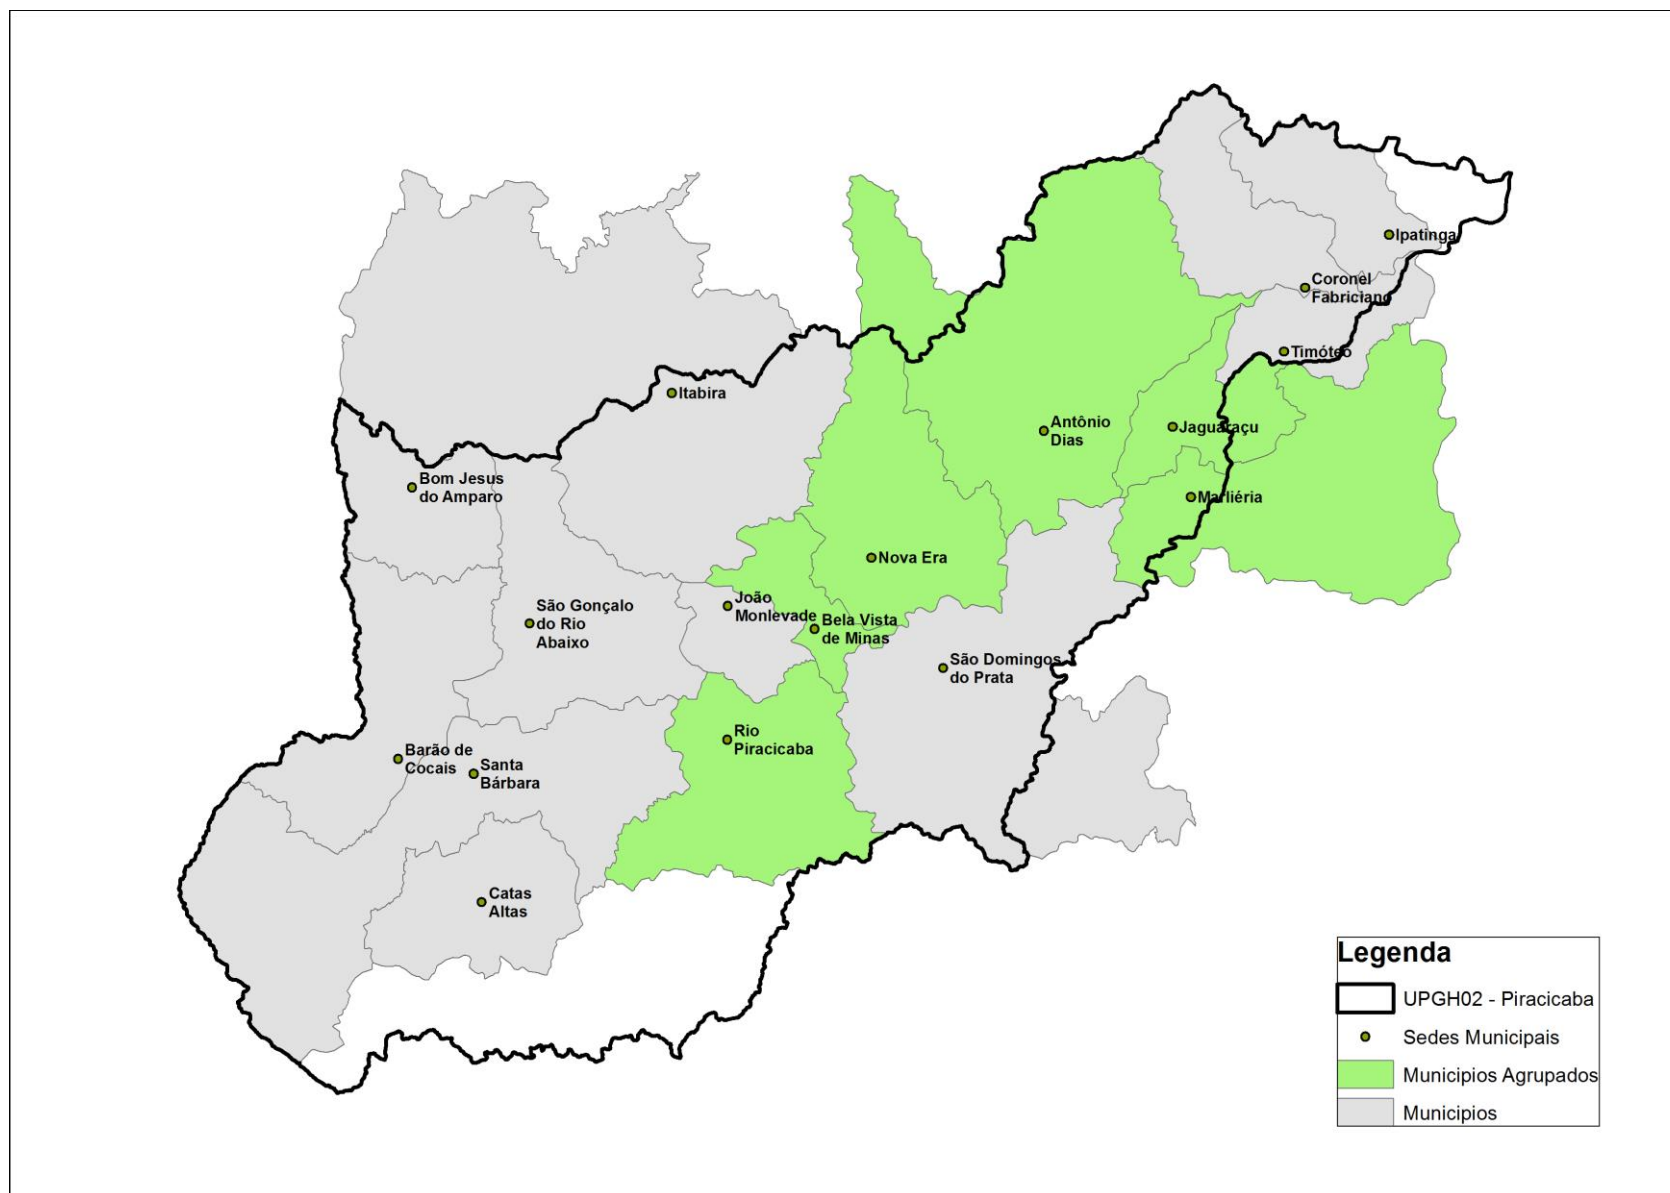 Ipatinga
Coronel
Fabriciano
Timóteo
Itabira
Antônio
Dias
Jaguaraçu
Bom Jesus
do Amparo
Marliéria
Nova Era
São Gonçalo
do Rio
Abaixo
João
Monlevade
Bela Vista
de Minas
São Domingos
do Prata
Rio
Piracicaba
Barão de
Cocais
Santa
Bárbara
Catas
Altas
Legenda
UPGH02 - Piracicaba
Sedes Municipais
Municipios Agrupados
Municipios